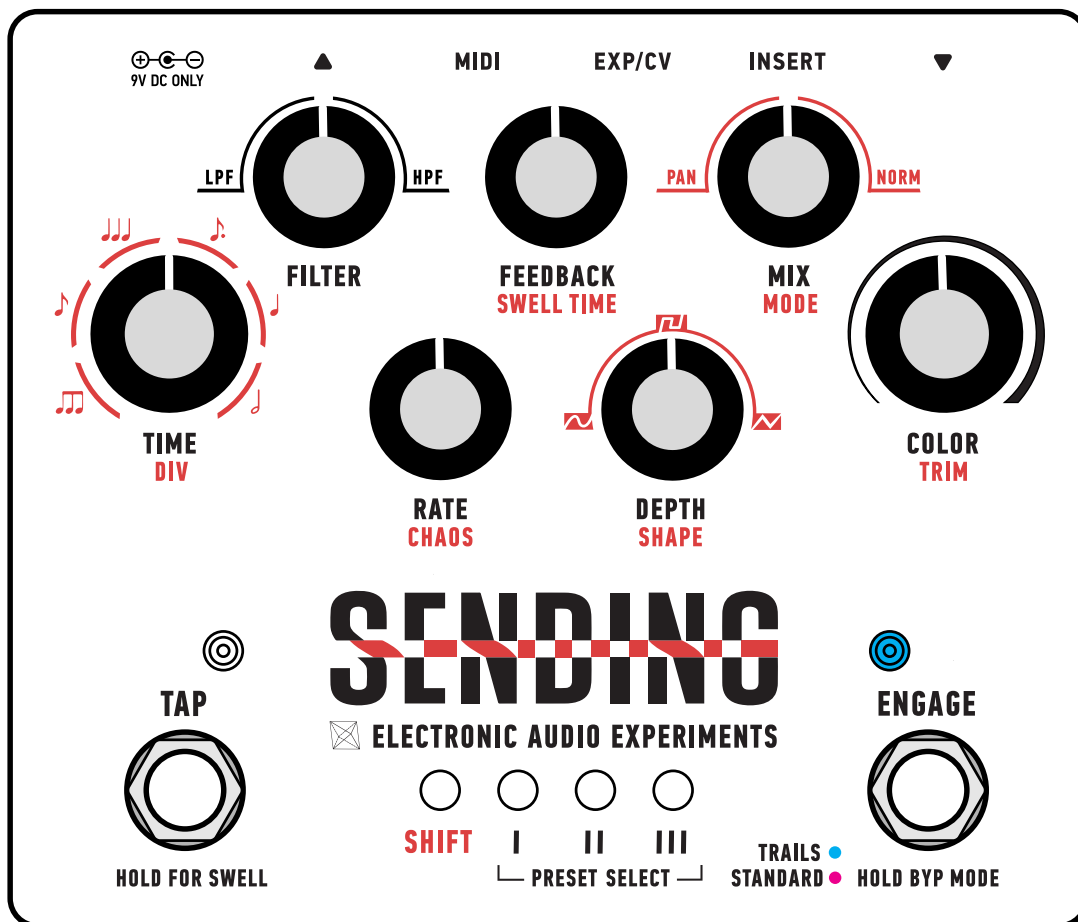 9V DC ONLY
MIDI
EXP/CV
INSERT
LPF
HPF
PAN
NORM
FILTER
FEEDBACK
SWELL TIME
MIX
MODE
TIME
DIV
COLOR
TRIM
RATE
CHAOS
DEPTH
SHAPE
SENDING
ELECTRONIC AUDIO EXPERIMENTS
TAP
ENGAGE
SHIFT
I
II
III
PRESET SELECT
HOLD FOR SWELL
TRAILS
STANDARD
HOLD BYP MODE